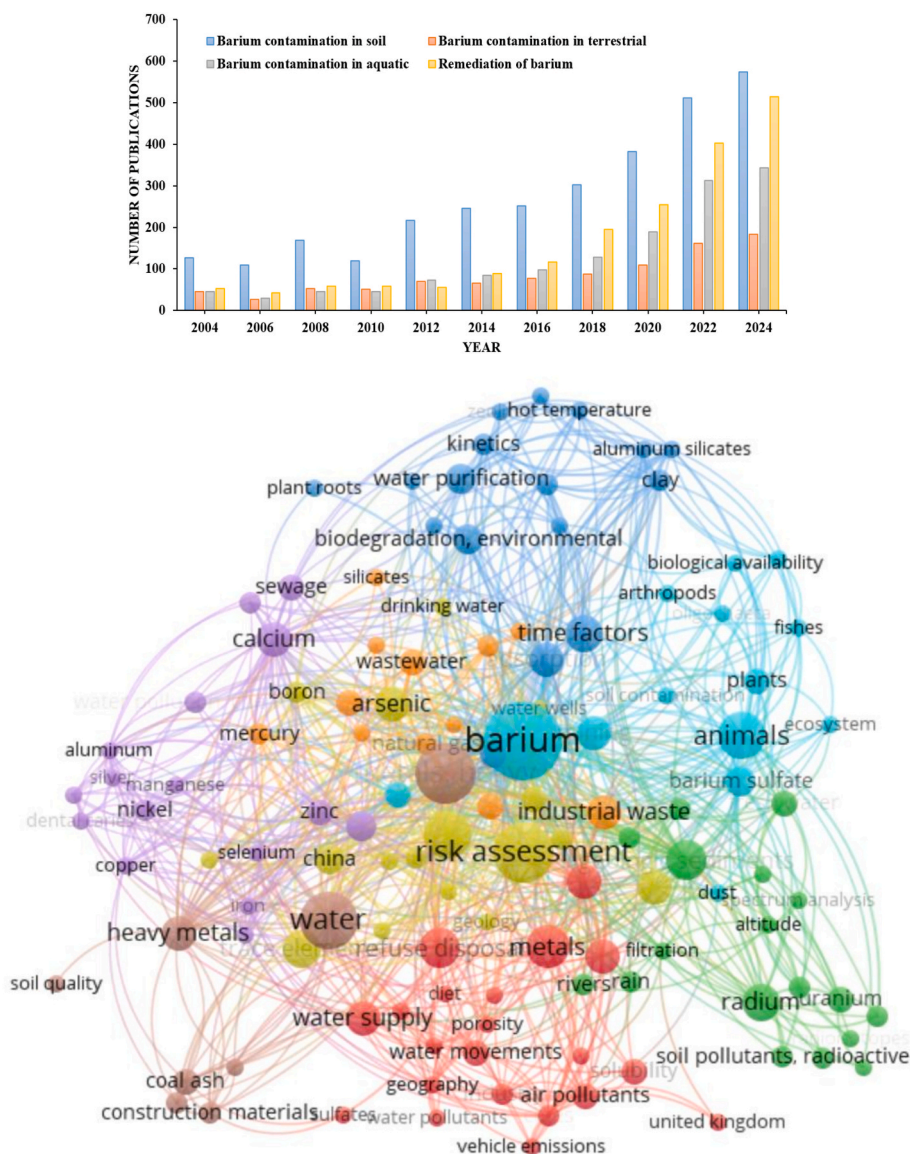 NUMBER OF PUBLICATIONS
700
600
500
400
300
200
100
0
Barium contamination in soil
Barium contamination in terrestrial
Barium contamination in aquatic
Remediation of barium
2004 2006 2008 2010 2012 2014 2016 2018 2020 2022 2024
YEAR
hot temperature
kinetics
aluminum silicates
water purification
clay
plant roots
biodegradation, environmental
biological availability
silicates
sewage
arthropods
drinking water
fishes
calcium
time factors
wastewater
plants
boron
soil contamination
arsenic
water wells
ecosystem
mercury
natural
barium
animals
aluminum
silver
manganese
barium sulfate
nickel
zinc
industrial waste
dental caries
copper
selenium
china
risk assessment
dust
spectrum analysis
iron
water
geology
altitude
heavy metals
refuse disposal
metals
filtration
soil quality
rivers
rain
diet
radium
uranium
water supply
porosity
water movements
soil pollutants, radioactive
solubility
coal ash
geography
air pollutants
construction materials
sulfates
water pollutants
united kingdom
vehicle emissions